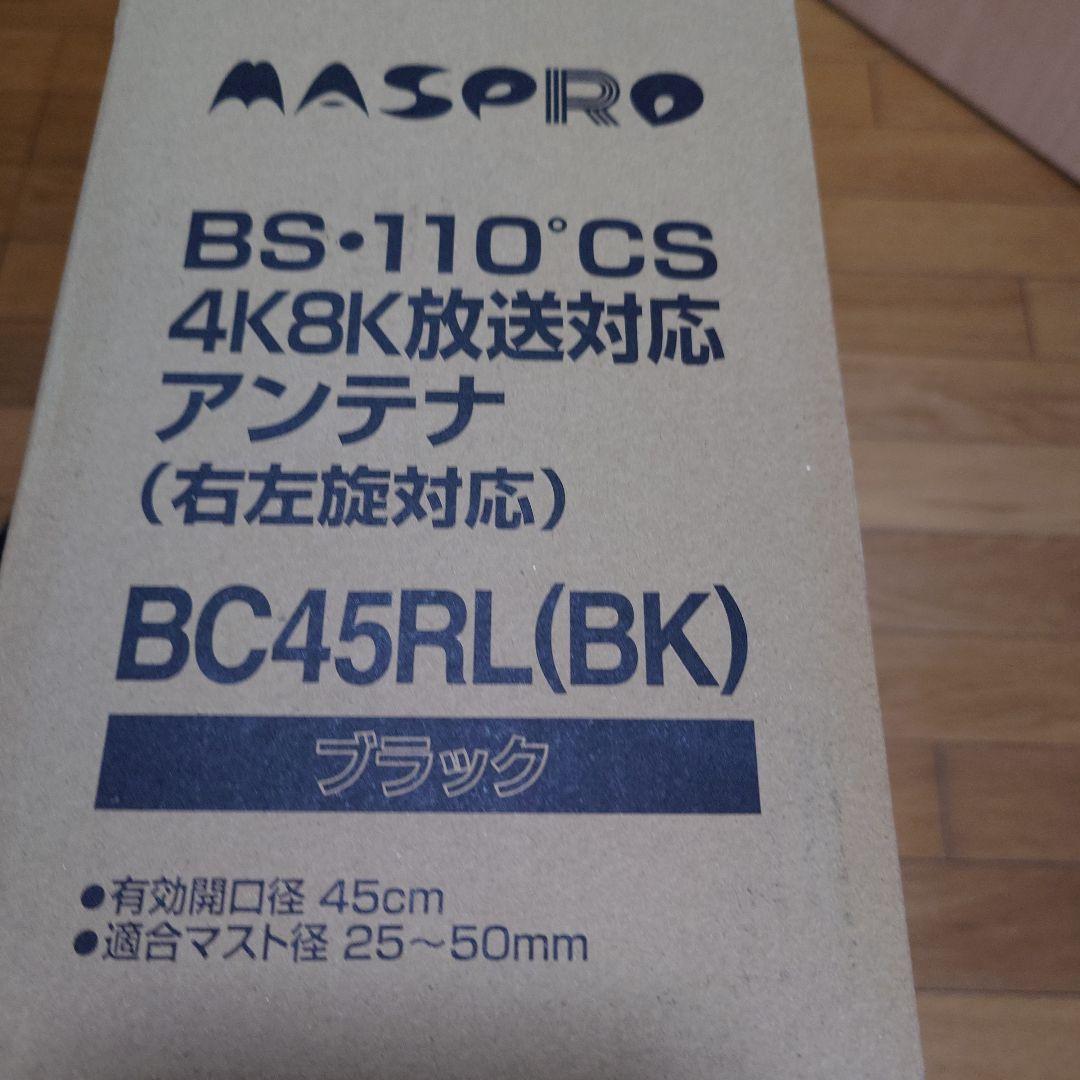 MASPRO
BS・110°CS
4K8K放送対応
アンテナ
（右左旋対応）
BC45RL(BK)
ブラック
●有効開口径 45cm
●適合マスト径 25～50mm